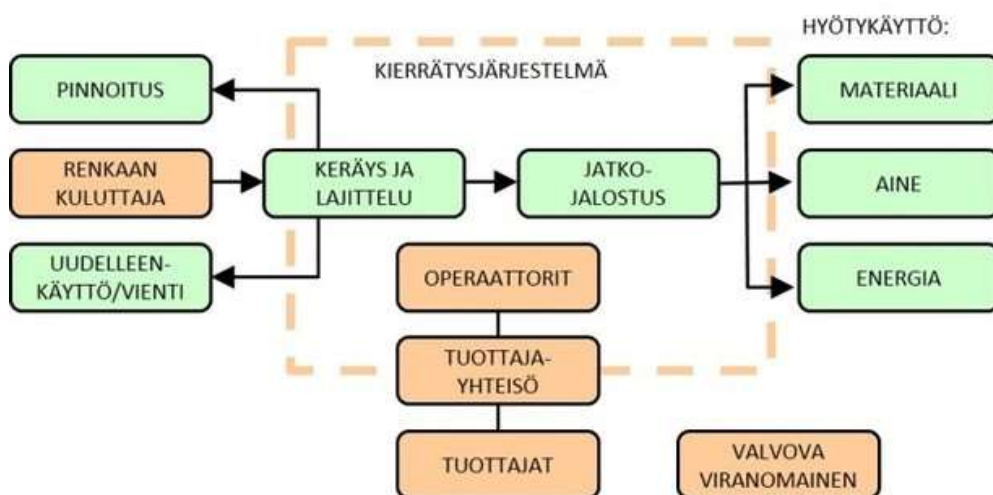 HYÖTYKÄYTTÖ:
KIERRÄTYSJÄRJESTELMÄ
PINNOITUS
MATERIAALI
RENKAAN
KULUTTAJA
KERÄYS JA
LAJITTELU
JATKO-
JALOSTUS
AINE
UUDELLEEN-
KÄYTTÖ/VIENTI
OPERAATTORIT
ENERGIA
TUOTTAJA-
YHTEISÖ
TUOTTAJAT
VALVOVA
VIRANOMAINEN